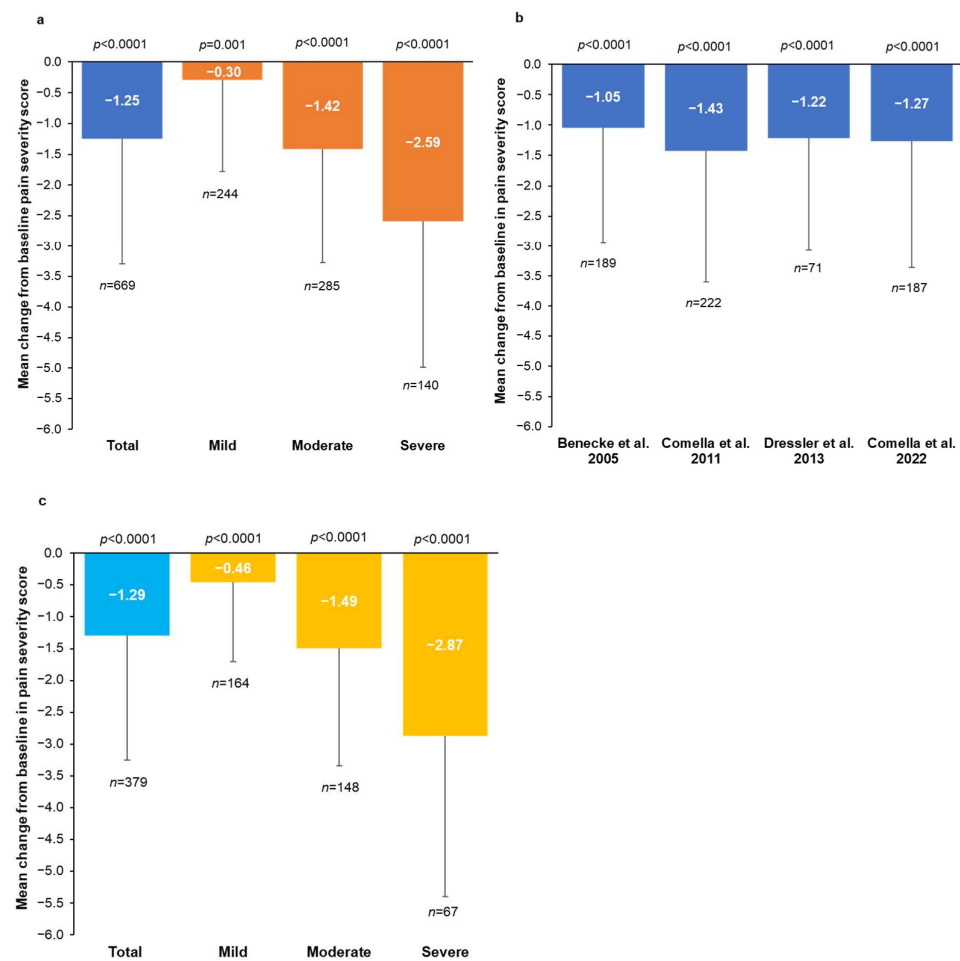 a
p<0.0001 p=0.001 p<0.0001 p<0.0001
Mean change from baseline in pain severity score
0.0
−0.5
−1.0
−1.5
−2.0
−2.5
−3.0
−3.5
−4.0
−4.5
−5.0
−5.5
−6.0
−1.25 −0.30 −1.42 −2.59
n=669 n=244 n=285 n=140
Total Mild Moderate Severe
b
p<0.0001 p<0.0001 p<0.0001 p<0.0001
Mean change from baseline in pain severity score
0.0
−0.5
−1.0
−1.5
−2.0
−2.5
−3.0
−3.5
−4.0
−4.5
−5.0
−5.5
−6.0
−1.05 −1.43 −1.22 −1.27
n=189 n=222 n=71 n=187
Benecke et al. Comella et al. Dressler et al. Comella et al.
2005 2011 2013 2022
c
p<0.0001 p<0.0001 p<0.0001 p<0.0001
Mean change from baseline in pain severity score
0.0
−0.5
−1.0
−1.5
−2.0
−2.5
−3.0
−3.5
−4.0
−4.5
−5.0
−5.5
−6.0
−1.29 −0.46 −1.49 −2.87
n=379 n=164 n=148 n=67
Total Mild Moderate Severe